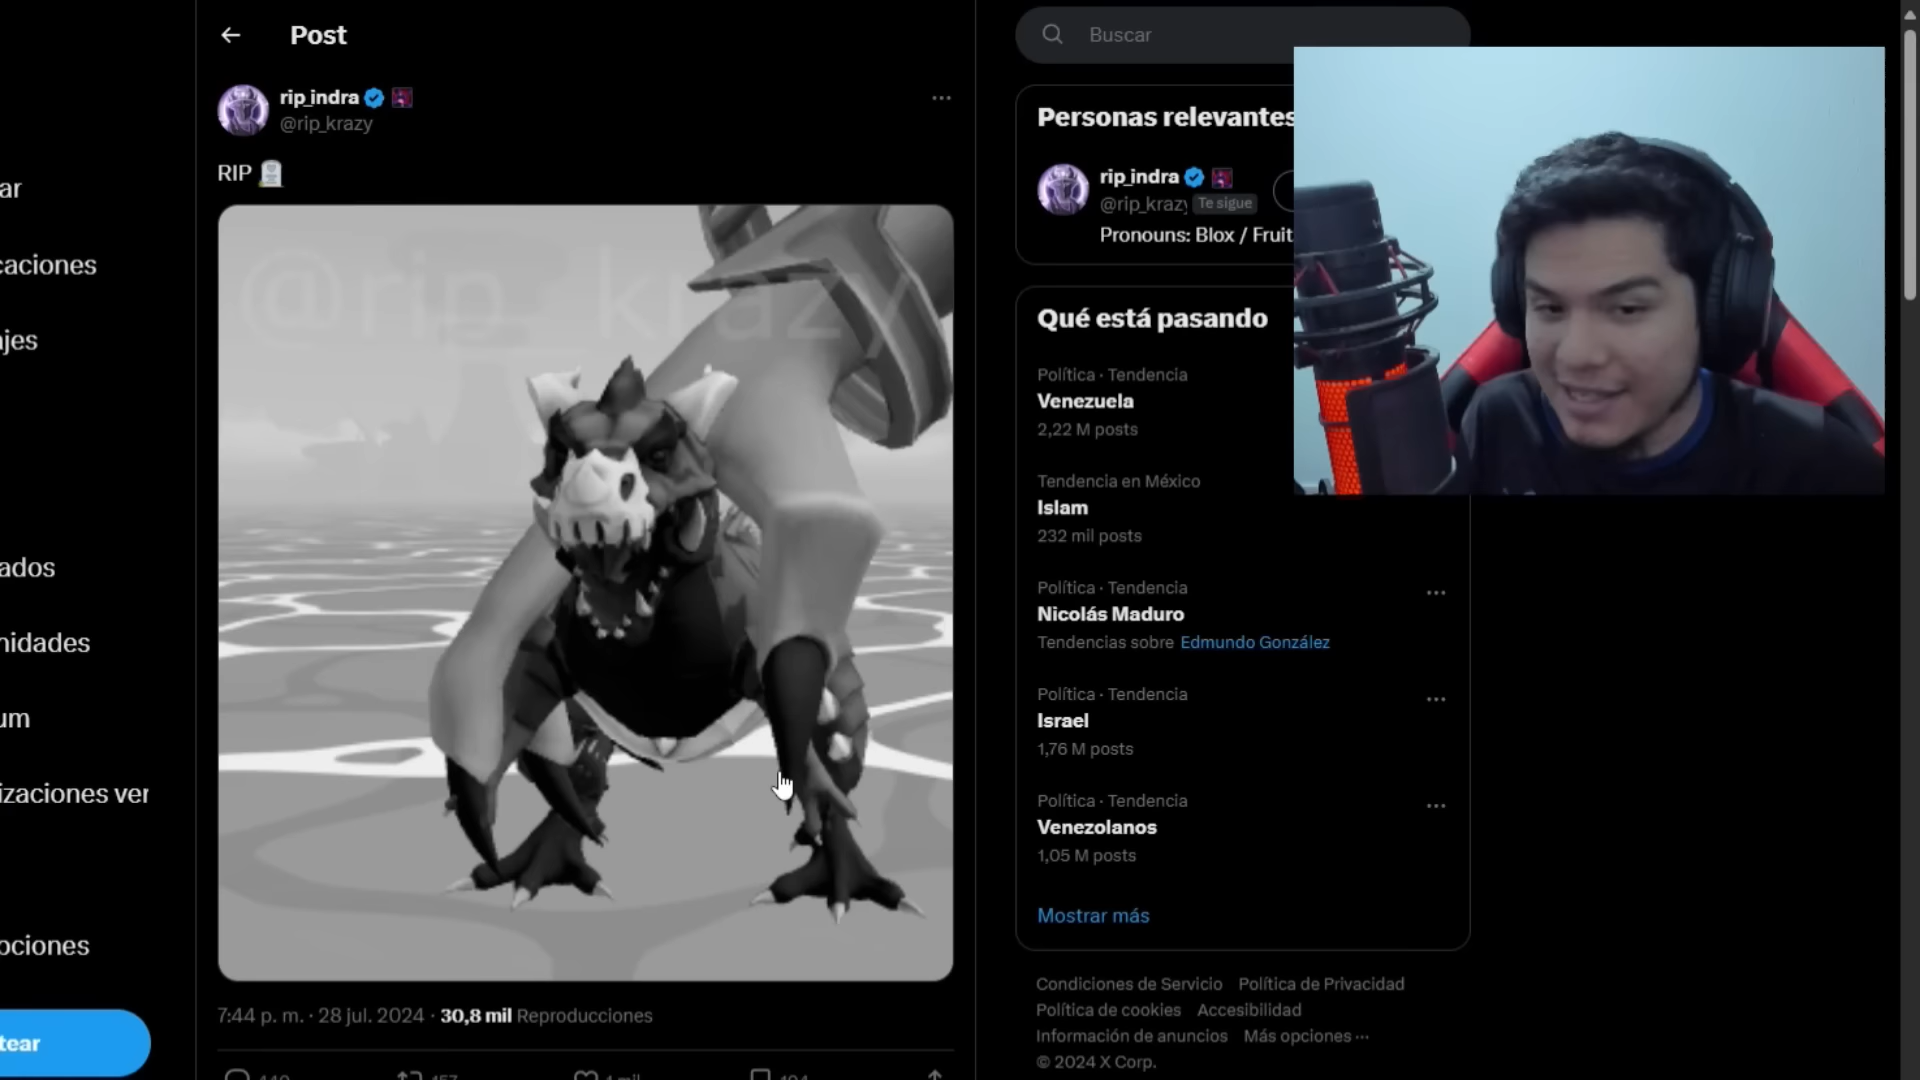 Post
rip_indra
@rip_krazy
RIP
@rip_krazy
7:44 p. m. · 28 jul. 2024 · 30,8 mil Reproducciones
ar
caciones
ajes
ados
nidades
um
izaciones ver
pciones
tear
Buscar
Personas relevantes
rip_indra
@rip_krazy Te sigue
Pronouns: Blox / Fruit
Qué está pasando
Política · Tendencia
Venezuela
2,22 M posts
Tendencia en México
Islam
232 mil posts
Política · Tendencia
Nicolás Maduro
Tendencias sobre Edmundo González
Política · Tendencia
Israel
1,76 M posts
Política · Tendencia
Venezolanos
1,05 M posts
Mostrar más
Condiciones de Servicio Política de Privacidad
Política de cookies Accesibilidad
Información de anuncios Más opciones ···
© 2024 X Corp.